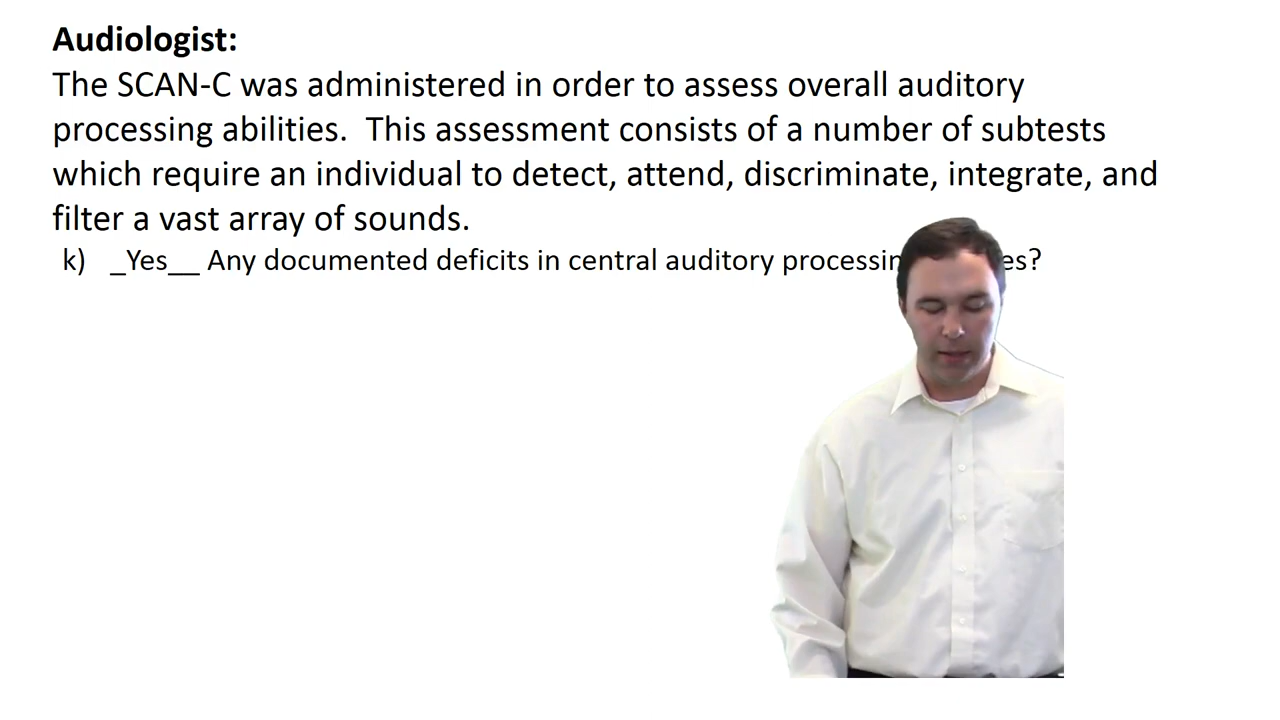 Audiologist:
The SCAN-C was administered in order to assess overall auditory
processing abilities.  This assessment consists of a number of subtests
which require an individual to detect, attend, discriminate, integrate, and
filter a vast array of sounds.
k) _Yes__ Any documented deficits in central auditory